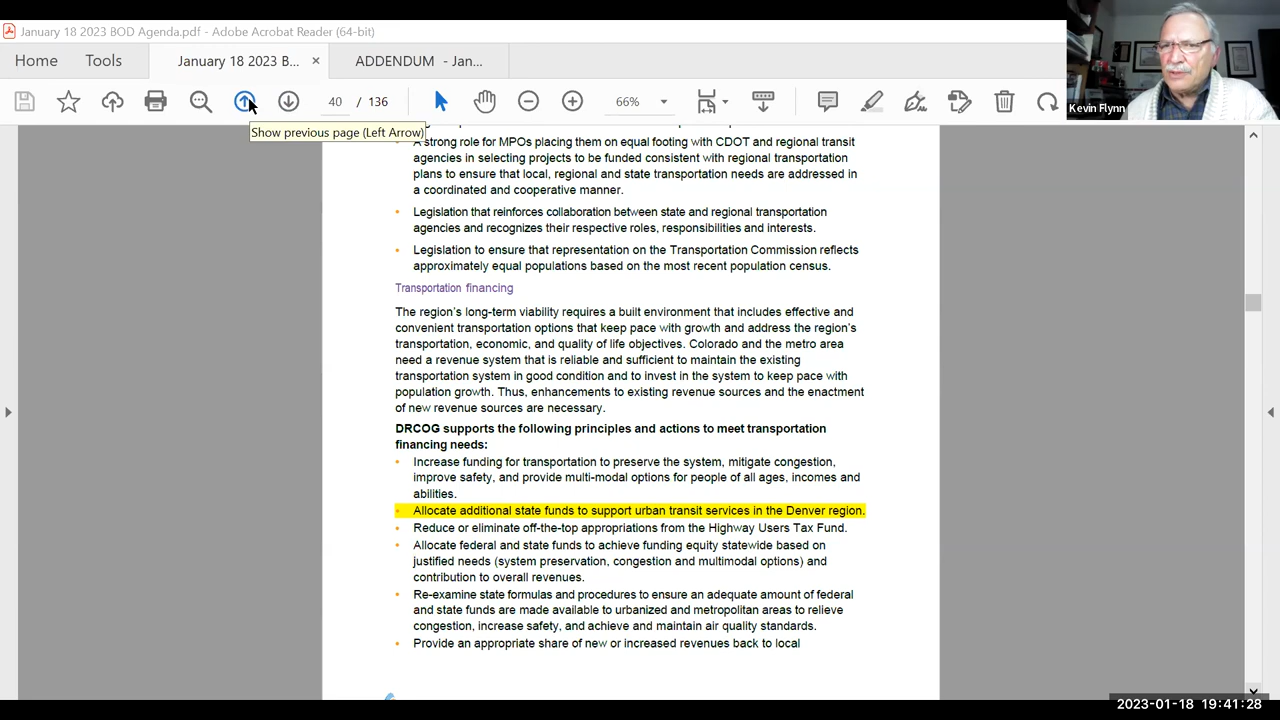 January 18 2023 BOD Agenda.pdf - Adobe Acrobat Reader (64-bit)
Home
Tools
January 18 2023 B...
×
ADDENDUM - Jan...
40 / 136
66%
Kevin Flynn
Show previous page (Left Arrow)
A strong role for MPOs placing them on equal footing with CDOT and regional transit
agencies in selecting projects to be funded consistent with regional transportation
plans to ensure that local, regional and state transportation needs are addressed in
a coordinated and cooperative manner.
• Legislation that reinforces collaboration between state and regional transportation
agencies and recognizes their respective roles, responsibilities and interests.
• Legislation to ensure that representation on the Transportation Commission reflects
approximately equal populations based on the most recent population census.
Transportation financing
The region's long-term viability requires a built environment that includes effective and
convenient transportation options that keep pace with growth and address the region's
transportation, economic, and quality of life objectives. Colorado and the metro area
need a revenue system that is reliable and sufficient to maintain the existing
transportation system in good condition and to invest in the system to keep pace with
population growth. Thus, enhancements to existing revenue sources and the enactment
of new revenue sources are necessary.
DRCOG supports the following principles and actions to meet transportation
financing needs:
• Increase funding for transportation to preserve the system, mitigate congestion,
improve safety, and provide multi-modal options for people of all ages, incomes and
abilities.
• Allocate additional state funds to support urban transit services in the Denver region.
• Reduce or eliminate off-the-top appropriations from the Highway Users Tax Fund.
• Allocate federal and state funds to achieve funding equity statewide based on
justified needs (system preservation, congestion and multimodal options) and
contribution to overall revenues.
• Re-examine state formulas and procedures to ensure an adequate amount of federal
and state funds are made available to urbanized and metropolitan areas to relieve
congestion, increase safety, and achieve and maintain air quality standards.
• Provide an appropriate share of new or increased revenues back to local
2023-01-18 19:41:28